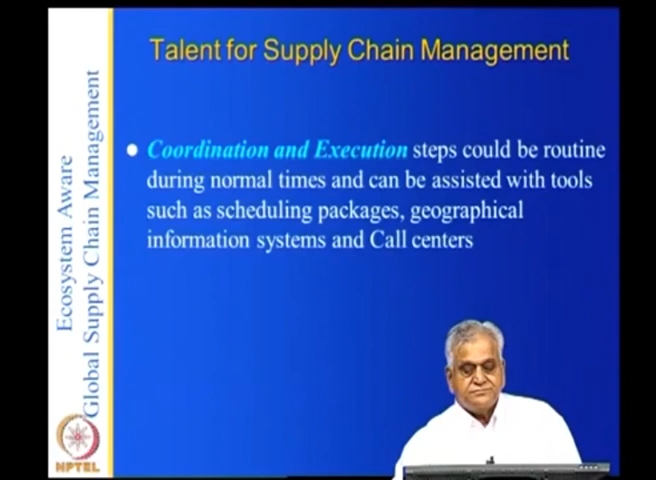 Talent for Supply Chain Management
Coordination and Execution steps could be routine
during normal times and can be assisted with tools
such as scheduling packages, geographical
information systems and Call centers
Ecosystem Aware
Global Supply Chain Management
NPTEL